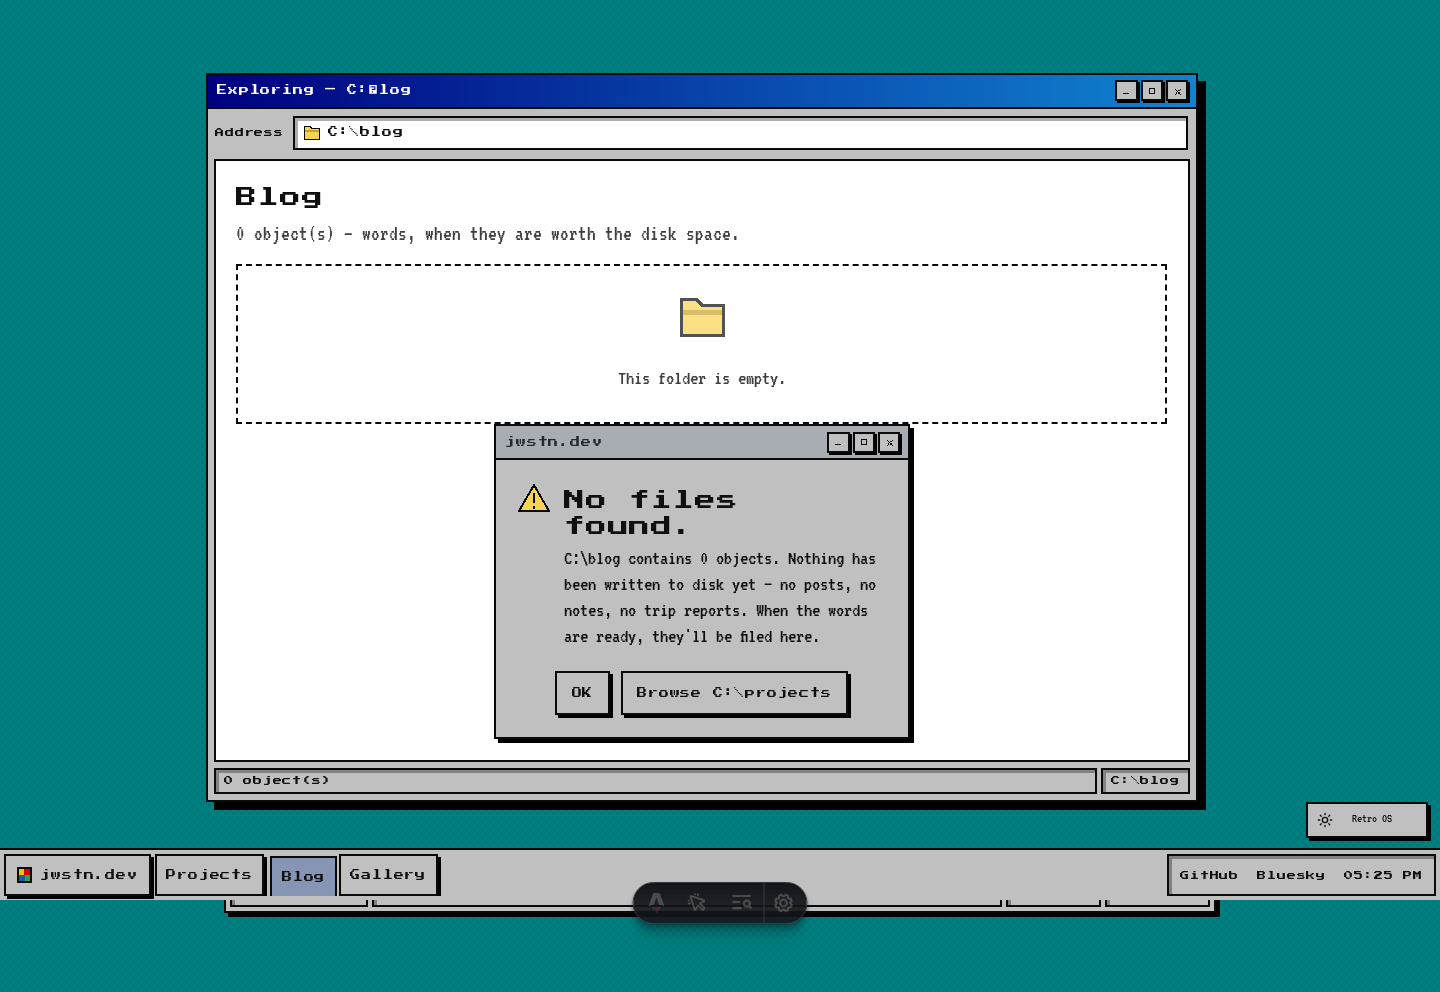 Exploring — C:log
Address
C:\blog
Blog
0 object(s) — words, when they are worth the disk space.
This folder is empty.
jwstn.dev
No files
found.
C:\blog contains 0 objects. Nothing has
been written to disk yet — no posts, no
notes, no trip reports. When the words
are ready, they'll be filed here.
OK
Browse C:\projects
0 object(s)
C:\blog
Retro OS
jwstn.dev
Projects
Blog
Gallery
GitHub
Bluesky
05:25 PM